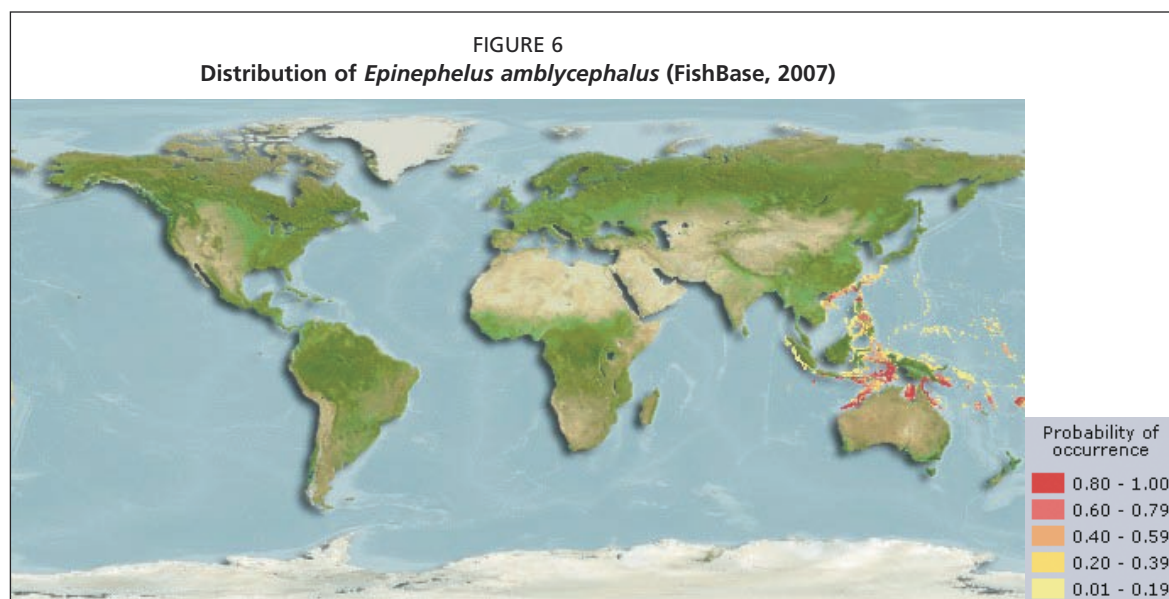 FIGURE 6
Distribution of Epinephelus amblycephalus (FishBase, 2007)
Probability of
occurrence
0.80 - 1.00
0.60 - 0.79
0.40 - 0.59
0.20 - 0.39
0.01 - 0.19